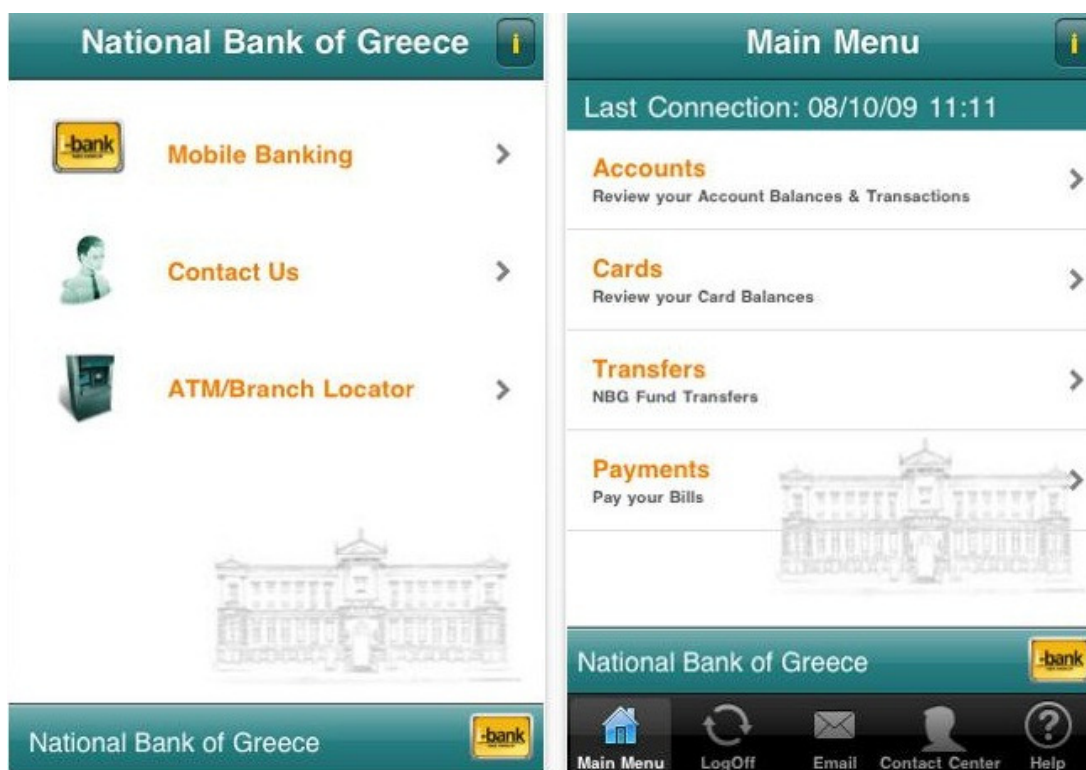 National Bank of Greece
i
i-bank
Mobile Banking
Contact Us
ATM/Branch Locator
National Bank of Greece
i-bank
Main Menu
i
Last Connection: 08/10/09 11:11
Accounts
Review your Account Balances & Transactions
Cards
Review your Card Balances
Transfers
NBG Fund Transfers
Payments
Pay your Bills
National Bank of Greece
i-bank
Main Menu
LogOff
Email
Contact Center
?
Help